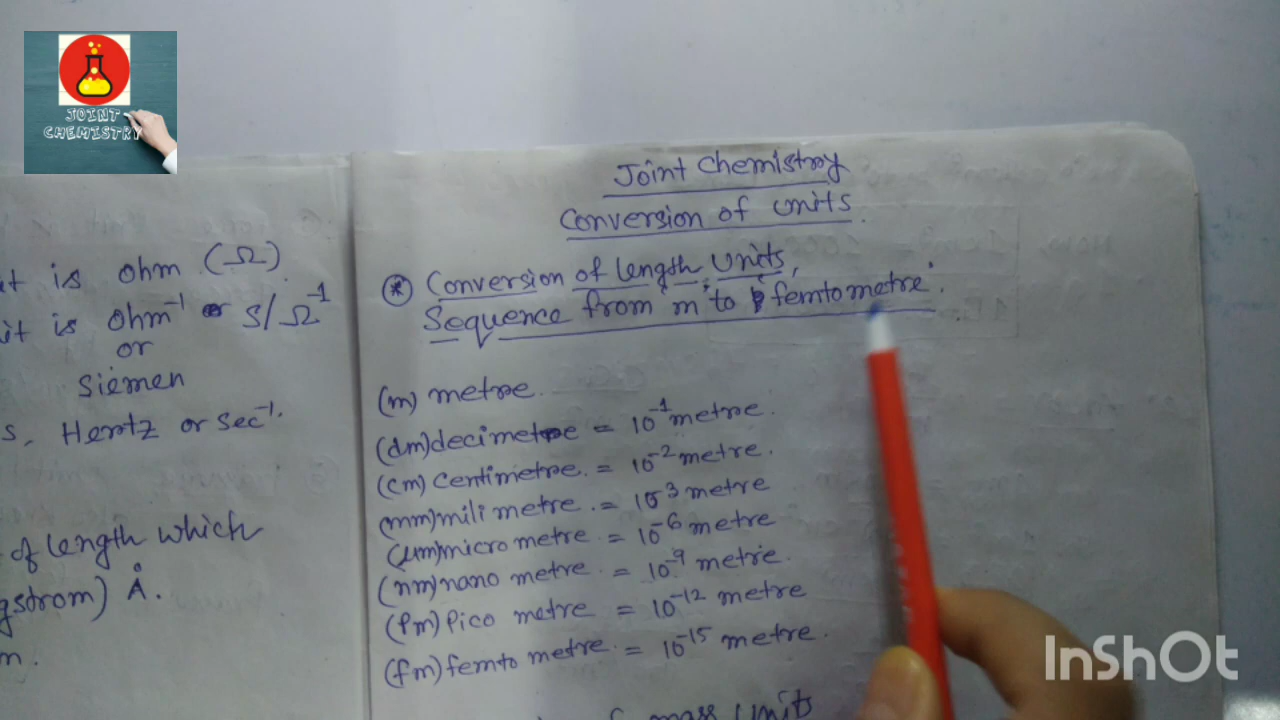 JOINT
CHEMISTRY
it is ohm (Ω).
it is ohm⁻¹ or S/Ω⁻¹
or
Siemen
s, Hertz or sec⁻¹.
of length which
gstrom) Å.
m.
Joint Chemistry
Conversion of units.
* Conversion of length units,
Sequence from 'm' to femtometre'.
(m) metre.
(dm) decimetre = 10⁻¹ metre.
(cm) centimetre. = 10⁻² metre.
(mm) mili metre. = 10⁻³ metre
(μm) micro metre = 10⁻⁶ metre
(nm) nano metre. = 10⁻⁹ metre.
(Pm) Pico metre = 10⁻¹² metre
(fm) femto metre. = 10⁻¹⁵ metre.
mass units
InShOt